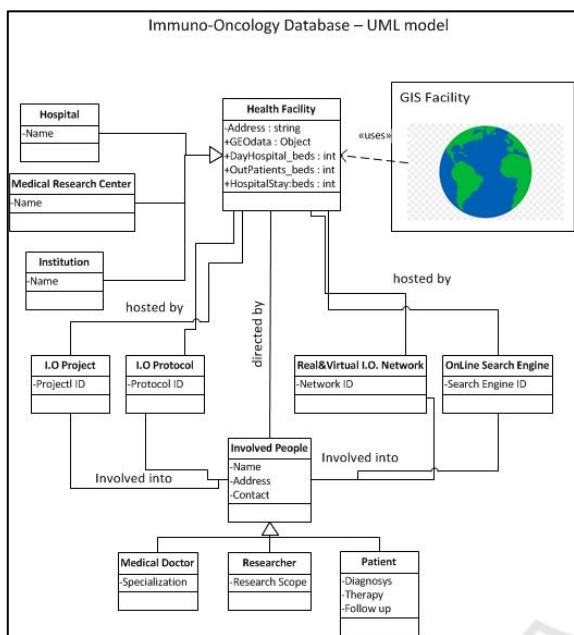 Immuno-Oncology Database – UML model
Hospital
-Name
Health Facility
-Address : string
+GEOdata : Object
+DayHospital_beds : int
+OutPatients_beds : int
+HospitalStay:beds : int
«uses»
GIS Facility
Medical Research Center
-Name
Institution
-Name
hosted by
directed by
hosted by
I.O Project
-Projectl ID
I.O Protocol
-Protocol ID
Real&Virtual I.O. Network
-Network ID
OnLine Search Engine
-Search Engine ID
Involved into
Involved People
-Name
-Address
-Contact
Involved into
Medical Doctor
-Specialization
Researcher
-Research Scope
Patient
-Diagnosys
-Therapy
-Follow up